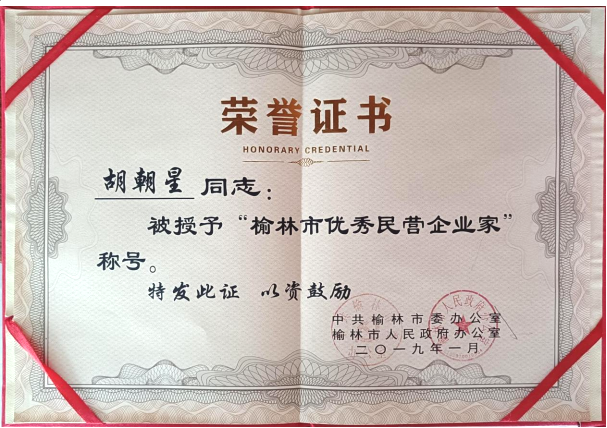 荣誉证书
HONORARY CREDENTIAL
胡朝星 同志：
被授予“榆林市优秀民营企业家”
称号。
特发此证 以资鼓励
中共榆林市委办公室
榆林市人民政府办公室
二〇一九年一月